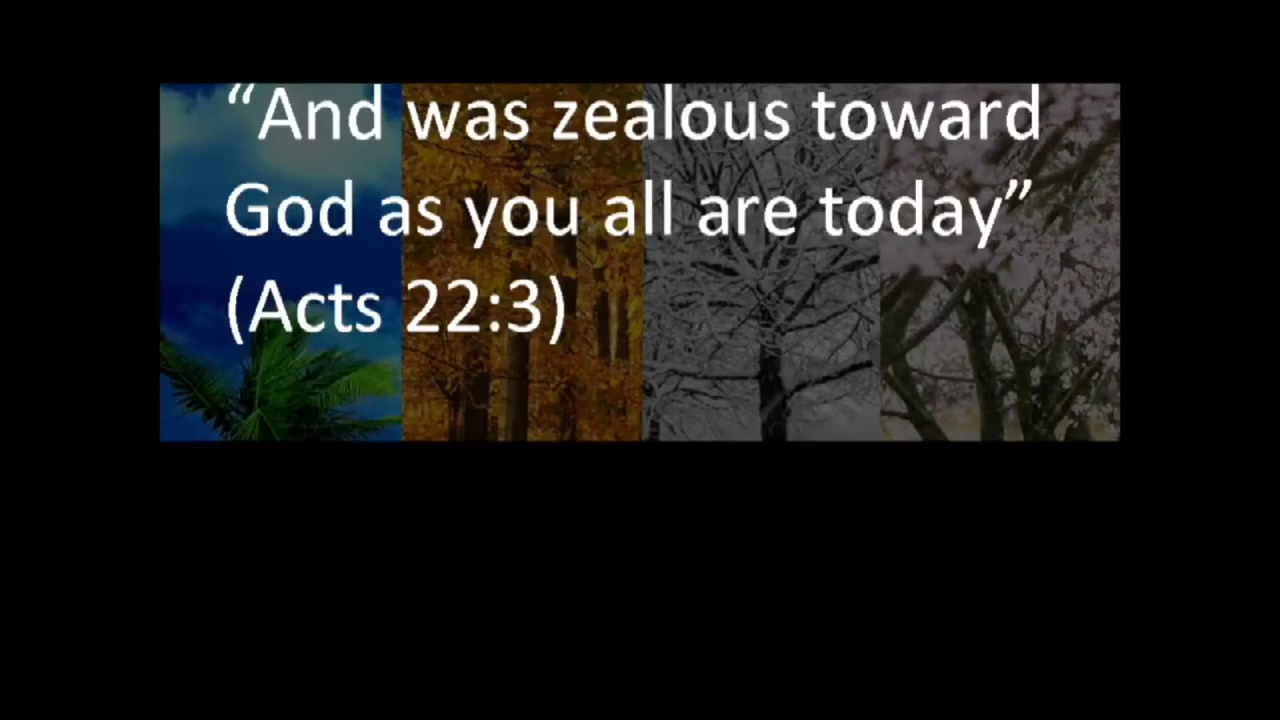 “And was zealous toward
God as you all are today”
(Acts 22:3)